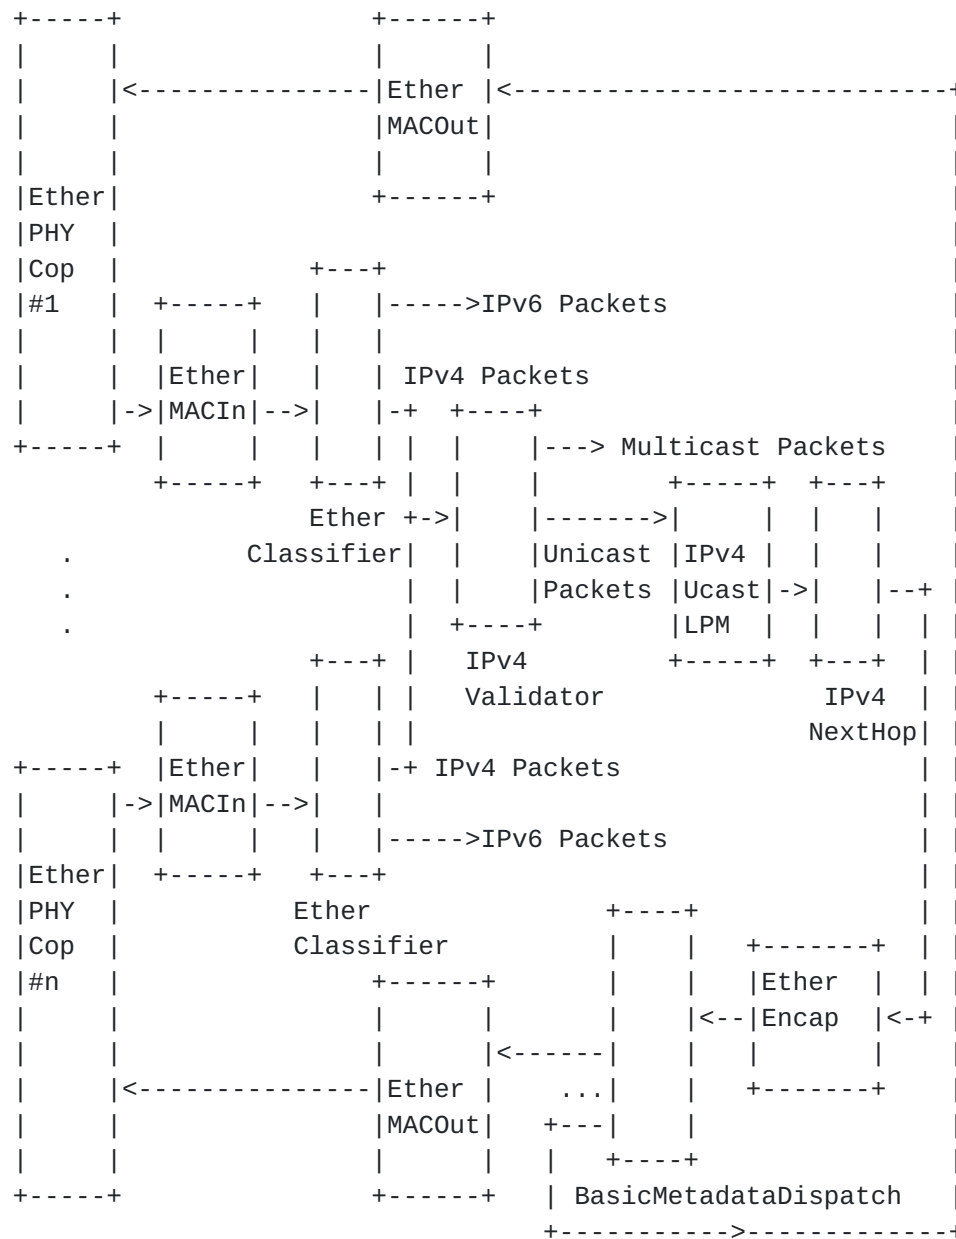 +-----+                +------+
|     |                |      |
|     |<---------------|Ether |<----------------------------+
|     |                |MACOut|                             |
|     |                |      |                             |
|Ether|                +------+                             |
|PHY  |                                                     |
|Cop  |            +---+                                    |
|#1   |  +-----+   |   |----->IPv6 Packets                  |
|     |  |     |   |   |                                    |
|     |  |Ether|   |   | IPv4 Packets                       |
|     |->|MACIn|-->|   |-+  +----+                          |
+-----+  |     |   |   | |  |    |---> Multicast Packets    |
         +-----+   +---+ |  |    |        +-----+  +---+    |
                   Ether +->|    |------->|     |  |   |    |
   .           Classifier|  |    |Unicast |IPv4 |  |   |    |
   .                     |  |    |Packets |Ucast|->|   |--+ |
   .                     |  +----+        |LPM  |  |   |  | |
                   +---+ |   IPv4         +-----+  +---+  | |
         +-----+   |   | |   Validator              IPv4  | |
         |     |   |   | |                         NextHop| |
+-----+  |Ether|   |   |-+ IPv4 Packets                   | |
|     |->|MACIn|-->|   |                                  | |
|     |  |     |   |   |----->IPv6 Packets                | |
|Ether|  +-----+   +---+                                  | |
|PHY  |           Ether               +----+              | |
|Cop  |           Classifier          |    |   +-------+  | |
|#n   |                +------+       |    |   |Ether  |  | |
|     |                |      |       |    |<--|Encap  |<-+ |
|     |                |      |<------|    |   |       |    |
|     |<---------------|Ether |    ...|    |   +-------+    |
|     |                |MACOut|   +---|    |                |
|     |                |      |   |   +----+                |
+-----+                +------+   | BasicMetadataDispatch   |
                                  +----------->-------------+